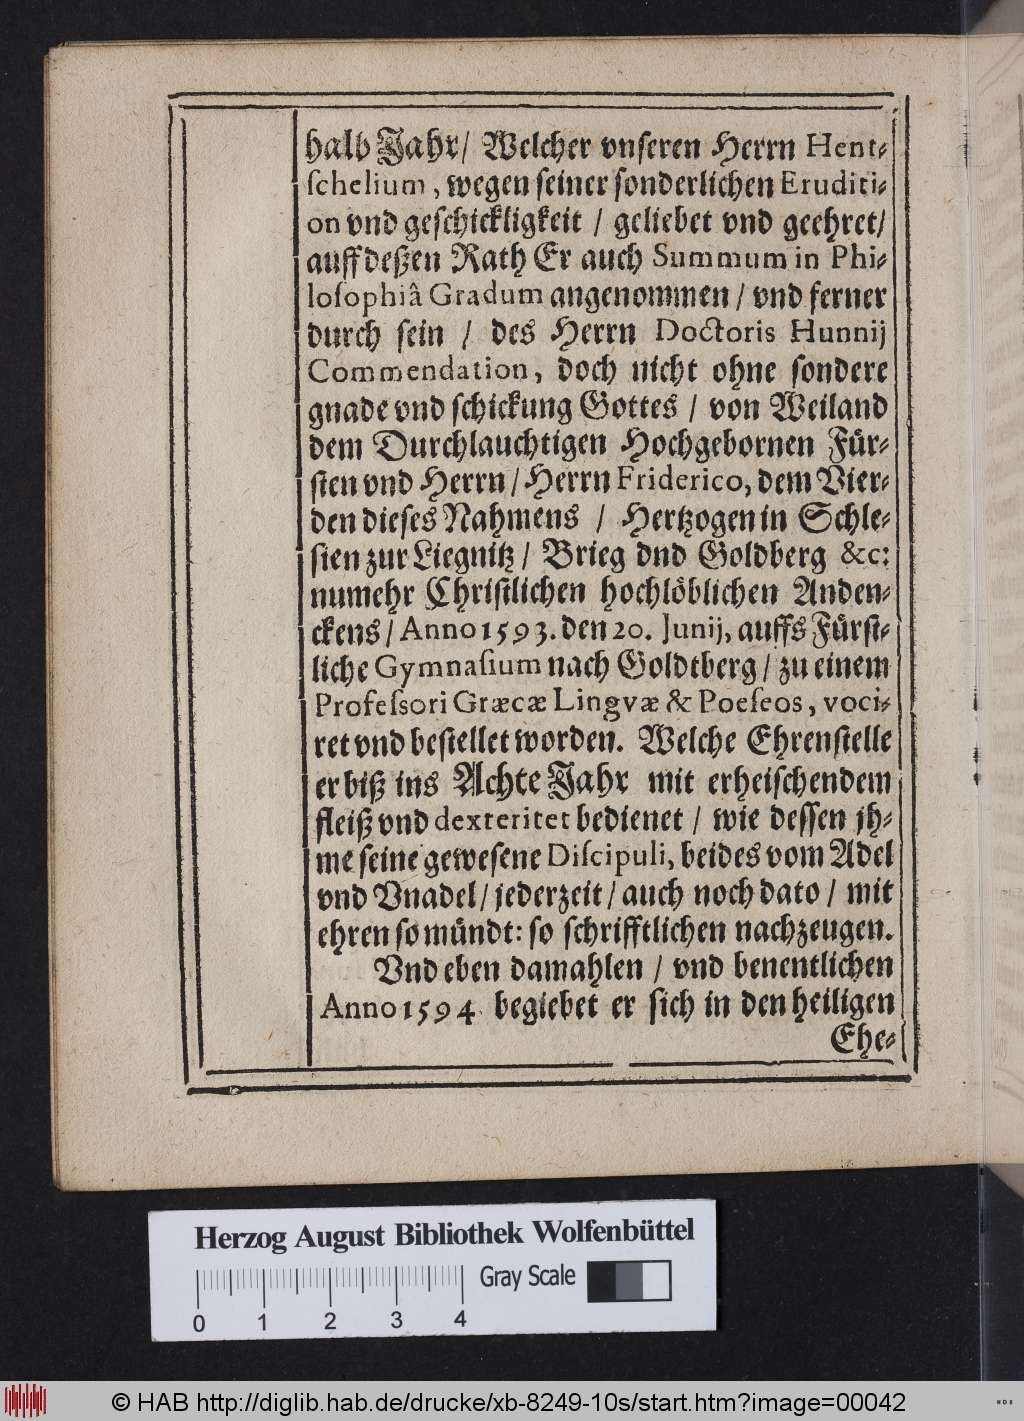 halb Jahr/ Welcher vnſeren Herrn Hent-
ſchelium, wegen ſeiner ſonderlichen Eruditi-
on vnd geſchickligkeit / geliebet vnd geehret/
auff deßen Rath Er auch Summum in Phi-
loſophiâ Gradum angenommen / vnd ferner
durch ſein / des Herrn Doctoris Hunnij
Commendation, doch nicht ohne ſondere
gnade vnd ſchickung Gottes / von Weiland
dem Durchlauchtigen Hochgebornen Für-
ſten vnd Herrn / Herrn Friderico, dem Vier-
den dieſes Nahmens / Hertzogen in Schle-
ſien zur Liegnitz / Brieg vnd Goldberg &c:
numehr Chriſtlichen hochlöblichen Anden-
ckens / Anno 1593. den 20. Junij, auffs Fürſt-
liche Gymnaſium nach Goldtberg / zu einem
Profeſsori Græcæ Lingvæ & Poeſeos, voci-
ret vnd beſtellet worden. Welche Ehrenſtelle
er biß ins Achte Jahr mit erheiſchendem
fleiß vnd dexteritet bedienet / wie deſſen jh-
me ſeine geweſene Diſcipuli, beides vom Adel
vnd Vnadel / jederzeit / auch noch dato / mit
ehren ſo mündt: ſo ſchrifftlichen nachzeugen.
Vnd eben damahlen / vnd benentlichen
Anno 1594 begiebet er ſich in den heiligen
Ehe-
Herzog August Bibliothek Wolfenbüttel
Gray Scale
0 1 2 3 4
© HAB http://diglib.hab.de/drucke/xb-8249-10s/start.htm?image=00042